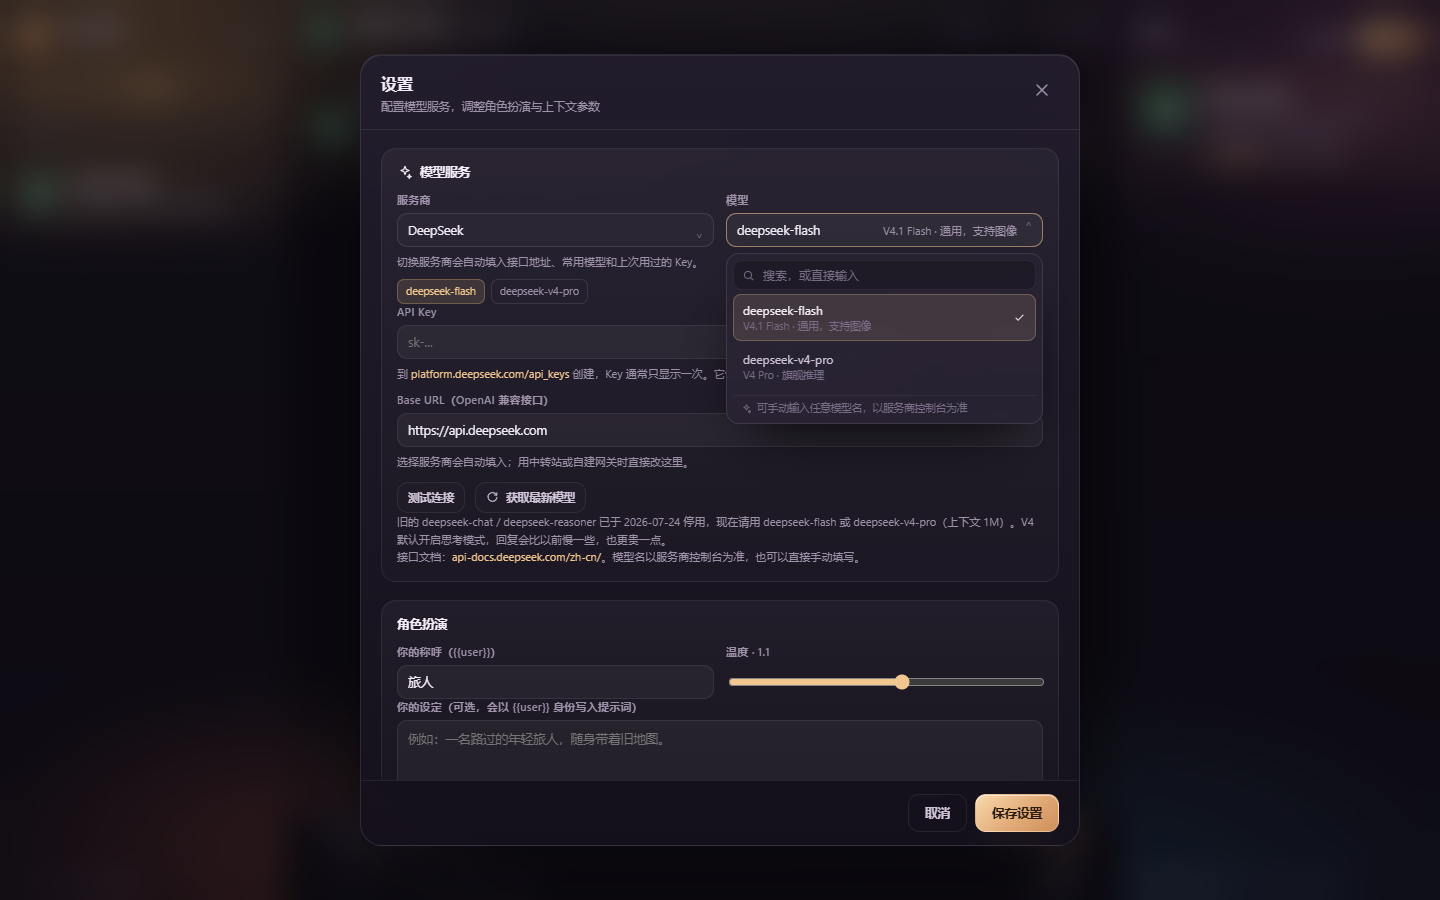 设置
配置模型服务，调整角色扮演与上下文参数
模型服务
服务商
模型
DeepSeek
deepseek-flash
V4.1 Flash · 通用，支持图像
切换服务商会自动填入接口地址、常用模型和上次用过的 Key。
搜索，或直接输入
deepseek-flash
deepseek-v4-pro
deepseek-flash
V4.1 Flash · 通用，支持图像
API Key
sk-...
deepseek-v4-pro
V4 Pro · 旗舰推理
到 platform.deepseek.com/api_keys 创建，Key 通常只显示一次。它
Base URL（OpenAI 兼容接口）
可手动输入任意模型名，以服务商控制台为准
https://api.deepseek.com
选择服务商会自动填入；用中转站或自建网关时直接改这里。
测试连接
获取最新模型
旧的 deepseek-chat / deepseek-reasoner 已于 2026-07-24 停用，现在请用 deepseek-flash 或 deepseek-v4-pro（上下文 1M）。V4
默认开启思考模式，回复会比以前慢一些，也更贵一点。
接口文档：api-docs.deepseek.com/zh-cn/。模型名以服务商控制台为准，也可以直接手动填写。
角色扮演
你的称呼（{{user}}）
温度 · 1.1
旅人
你的设定（可选，会以 {{user}} 身份写入提示词）
例如：一名路过的年轻旅人，随身带着旧地图。
取消
保存设置